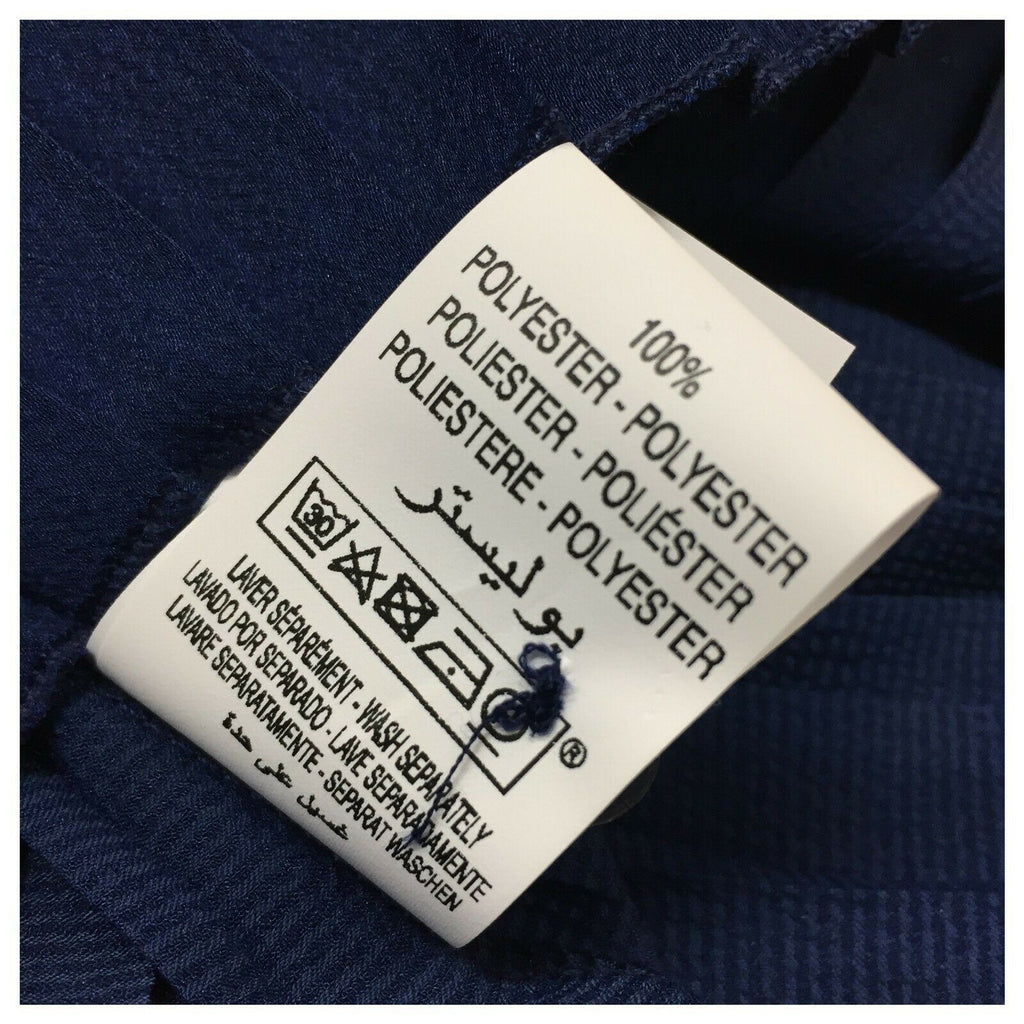 100%
POLYESTER - POLYESTER
POLIESTER - POLIÉSTER
POLIESTERE - POLYESTER
بوليستر
30
®
LAVER SÉPARÉMENT - WASH SEPARATELY
LAVADO POR SEPARADO - LAVE SEPARADAMENTE
LAVARE SEPARATAMENTE - SEPARAT WASCHEN
غسيل على حدة